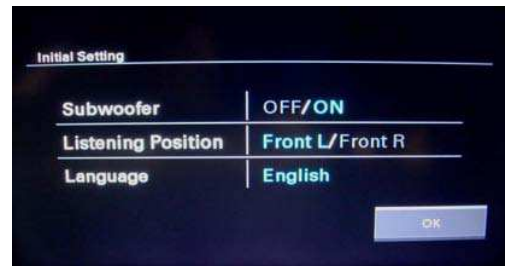 Initial Setting
Subwoofer OFF/ON
Listening Position Front L/Front R
Language English
OK